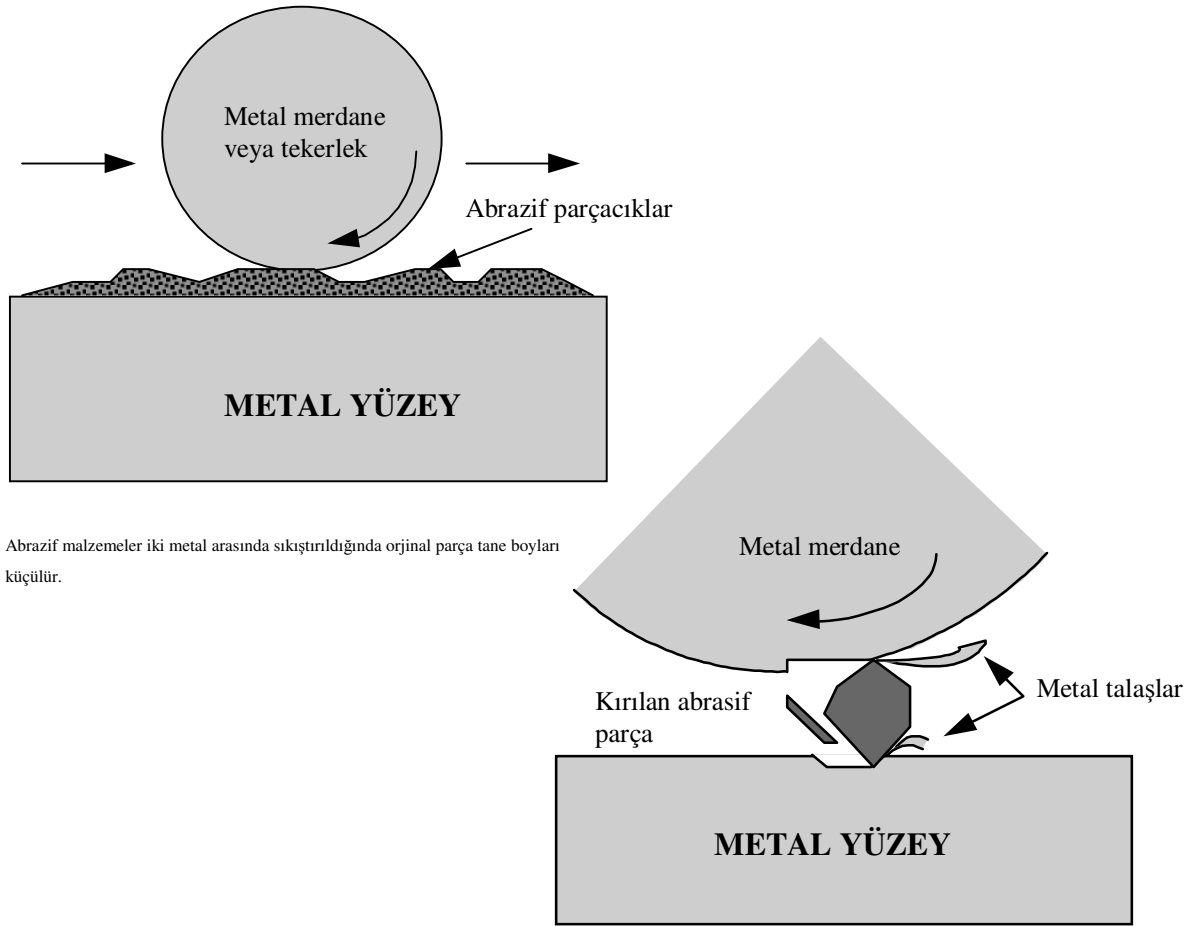 Metal merdane
veya tekerlek
Abrazif parçacıklar
METAL YÜZEY
Abrazif malzemeler iki metal arasında sıkıştırıldığında orjinal parça tane boyları
küçülür.
Metal merdane
Kırılan abrasif
parça
Metal talaşlar
METAL YÜZEY